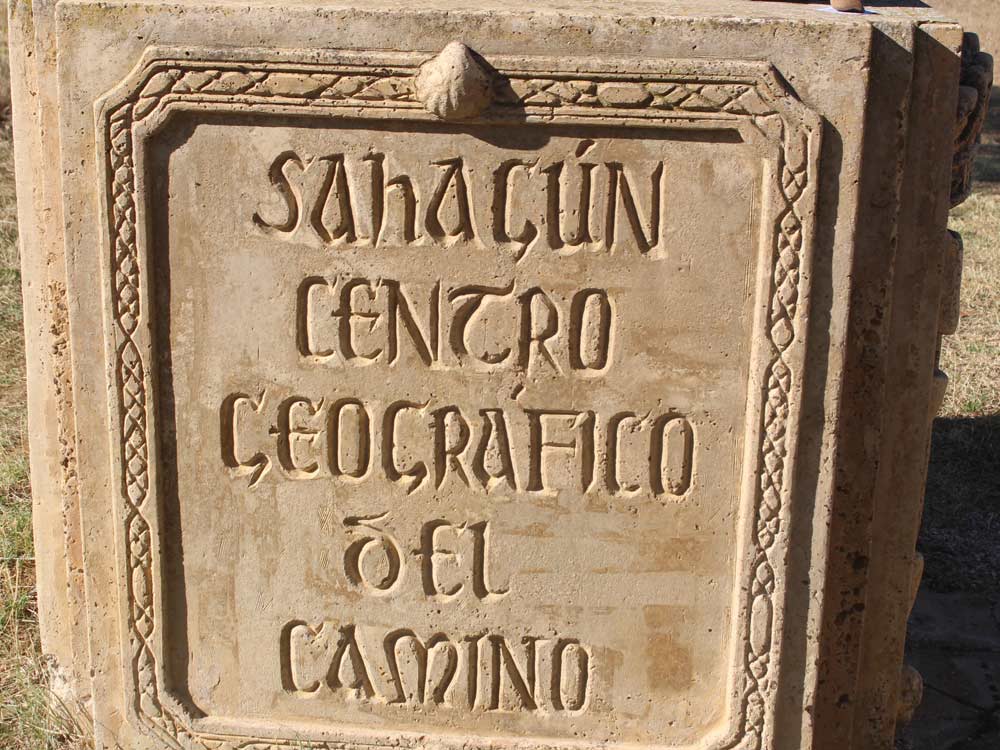 SAHAGÚN
CENTRO
GEOGRÁFICO
DEL
CAMINO